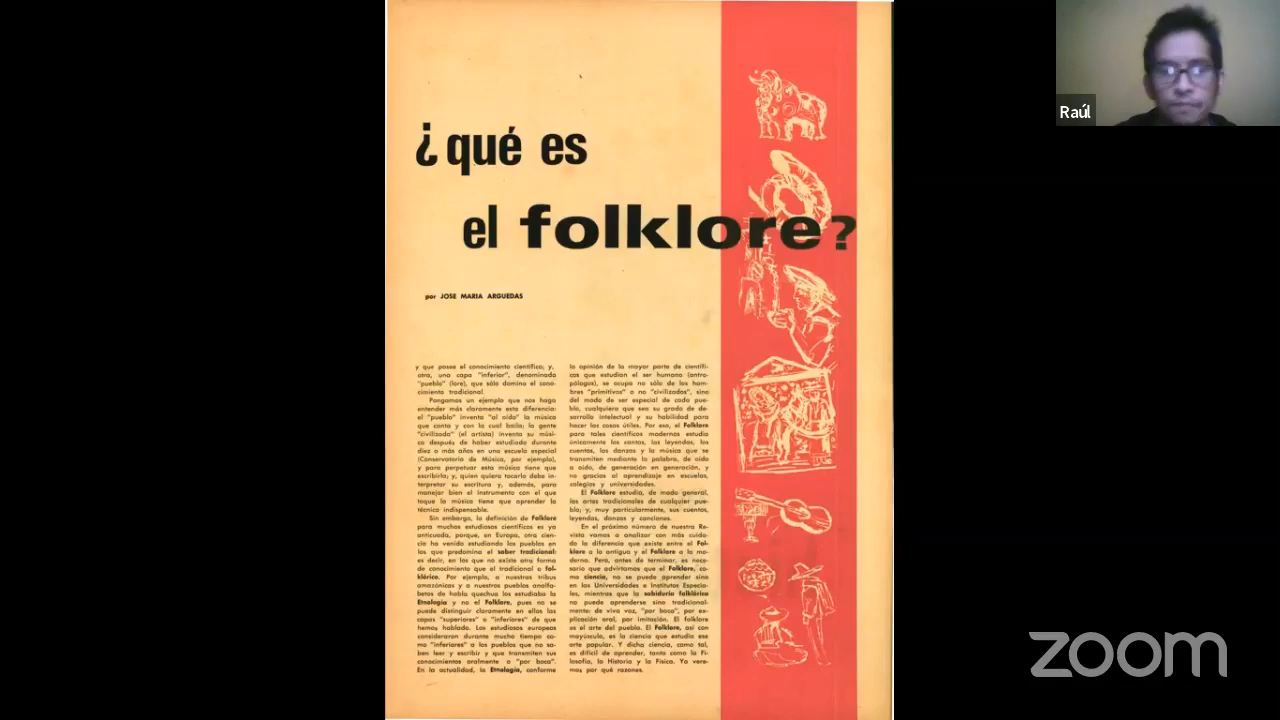 ¿qué es
el folklore?
por JOSE MARIA ARGUEDAS
y que posee el conocimiento científico; y,
otra, una capa "inferior", denominada
"pueblo" (lore), que sólo domina el cono-
cimiento tradicional.
Pongamos un ejemplo que nos haga
entender más claramente esta diferencia:
el "pueblo" inventa "al oído" la música
que canta y con la cual baila; la gente
"civilizada" (el artista) inventa su músi-
ca después de haber estudiado durante
diez o más años en una escuela especial
(Conservatorio de Música, por ejemplo),
y para perpetuar esta música tiene que
escribirla; y, quien quiera tocarla debe in-
terpretar su escritura y, además, para
manejar bien el instrumento con el que
toque la música tiene que aprender la
técnica indispensable.
Sin embargo, la definición de Folklore
para muchos estudiosos científicos es ya
anticuada, porque, en Europa, otra cien-
cia ha venido estudiando los pueblos en
los que predomina el saber tradicional:
es decir, en los que no existe otra forma
de conocimiento que el tradicional o fol-
klórico. Por ejemplo, a nuestras tribus
amazónicas y a nuestros pueblos analfa-
betos de habla quechua los estudiaba la
Etnología y no el Folklore, pues no se
puede distinguir claramente en ellos las
capas "superiores" o "inferiores" de que
hemos hablado. Los estudiosos europeos
consideraron durante mucho tiempo co-
mo "inferiores" a los pueblos que no sa-
ben leer y escribir y que transmiten sus
conocimientos oralmente o "por boca".
En la actualidad, la Etnología, conforme
la opinión de la mayor parte de científi-
cos que estudian el ser humano (antro-
pólogos), se ocupa no sólo de los hom-
bres "primitivos" o no "civilizados", sino
del modo de ser especial de cada pue-
blo, cualquiera que sea su grado de de-
sarrollo intelectual y su habilidad para
hacer las cosas útiles. Por eso, el Folklore
para tales científicos modernos estudia
únicamente los cantos, las leyendas, los
cuentos, las danzas y la música que se
transmiten mediante la palabra, de oído
a oído, de generación en generación, y
no gracias al aprendizaje en escuelas,
colegios y universidades.
El Folklore estudia, de modo general,
las artes tradicionales de cualquier pue-
blo; y, muy particularmente, sus cuentos,
leyendas, danzas y canciones.
En el próximo número de nuestra Re-
vista vamos a analizar con más cuida-
do la diferencia que existe entre el Fol-
klore a la antigua y el Folklore a la mo-
derna. Pero, antes de terminar, es nece-
sario que advirtamos que el Folklore, co-
mo ciencia, no se puede aprender sino
en las Universidades e Institutos Especia-
les, mientras que la sabiduría folklórica
no puede aprenderse sino tradicional-
mente: de viva voz, "por boca", por ex-
plicación oral, por imitación. El folklore
es el arte del pueblo. El Folklore, así con
mayúscula, es la ciencia que estudia ese
arte popular. Y dicha ciencia, como tal,
es difícil de aprender, tanto como la Fi-
losofía, la Historia y la Física. Ya vere-
mos por qué razones.
Raúl
zoom